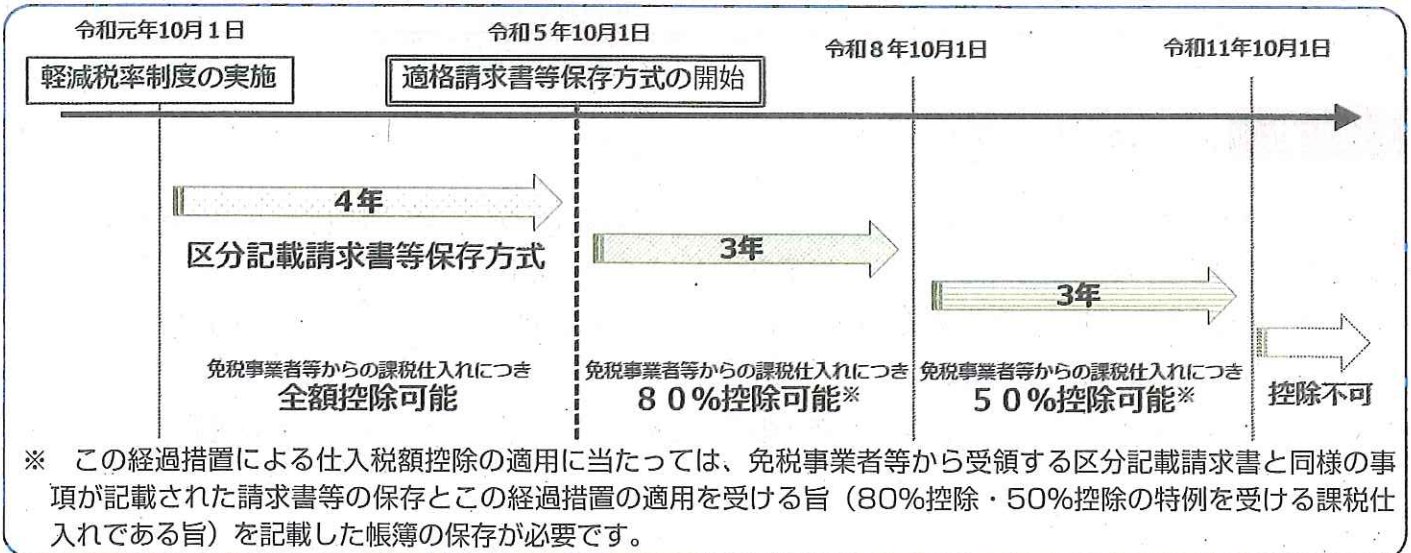 令和元年10月1日
令和5年10月1日
令和8年10月1日
令和11年10月1日
軽減税率制度の実施
適格請求書等保存方式の開始
4年
区分記載請求書等保存方式
3年
3年
免税事業者等からの課税仕入れにつき
全額控除可能
免税事業者等からの課税仕入れにつき
80%控除可能※
免税事業者等からの課税仕入れにつき
50%控除可能※
控除不可
※ この経過措置による仕入税額控除の適用に当たっては、免税事業者等から受領する区分記載請求書と同様の事
項が記載された請求書等の保存とこの経過措置の適用を受ける旨（80%控除・50%控除の特例を受ける課税仕
入れである旨）を記載した帳簿の保存が必要です。